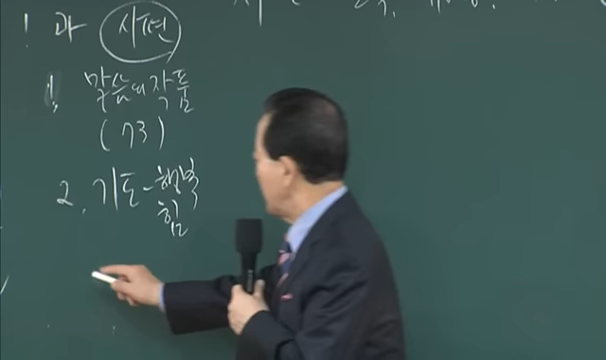 ! 과 시편
1. 말씀의 작품
(73)
2. 기도 - 행복
힘